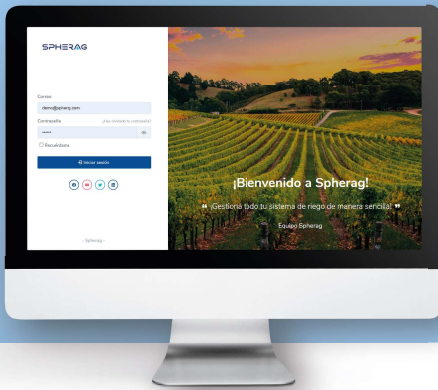 SPHERAG
Correo
demo@spherag.com
Contraseña
¿Has olvidado tu contraseña?
•••••
Recuérdame
Iniciar sesión
- Spherag -
¡Bienvenido a Spherag!
“ ¡Gestiona todo tu sistema de riego de manera sencilla! ”
Equipo Spherag